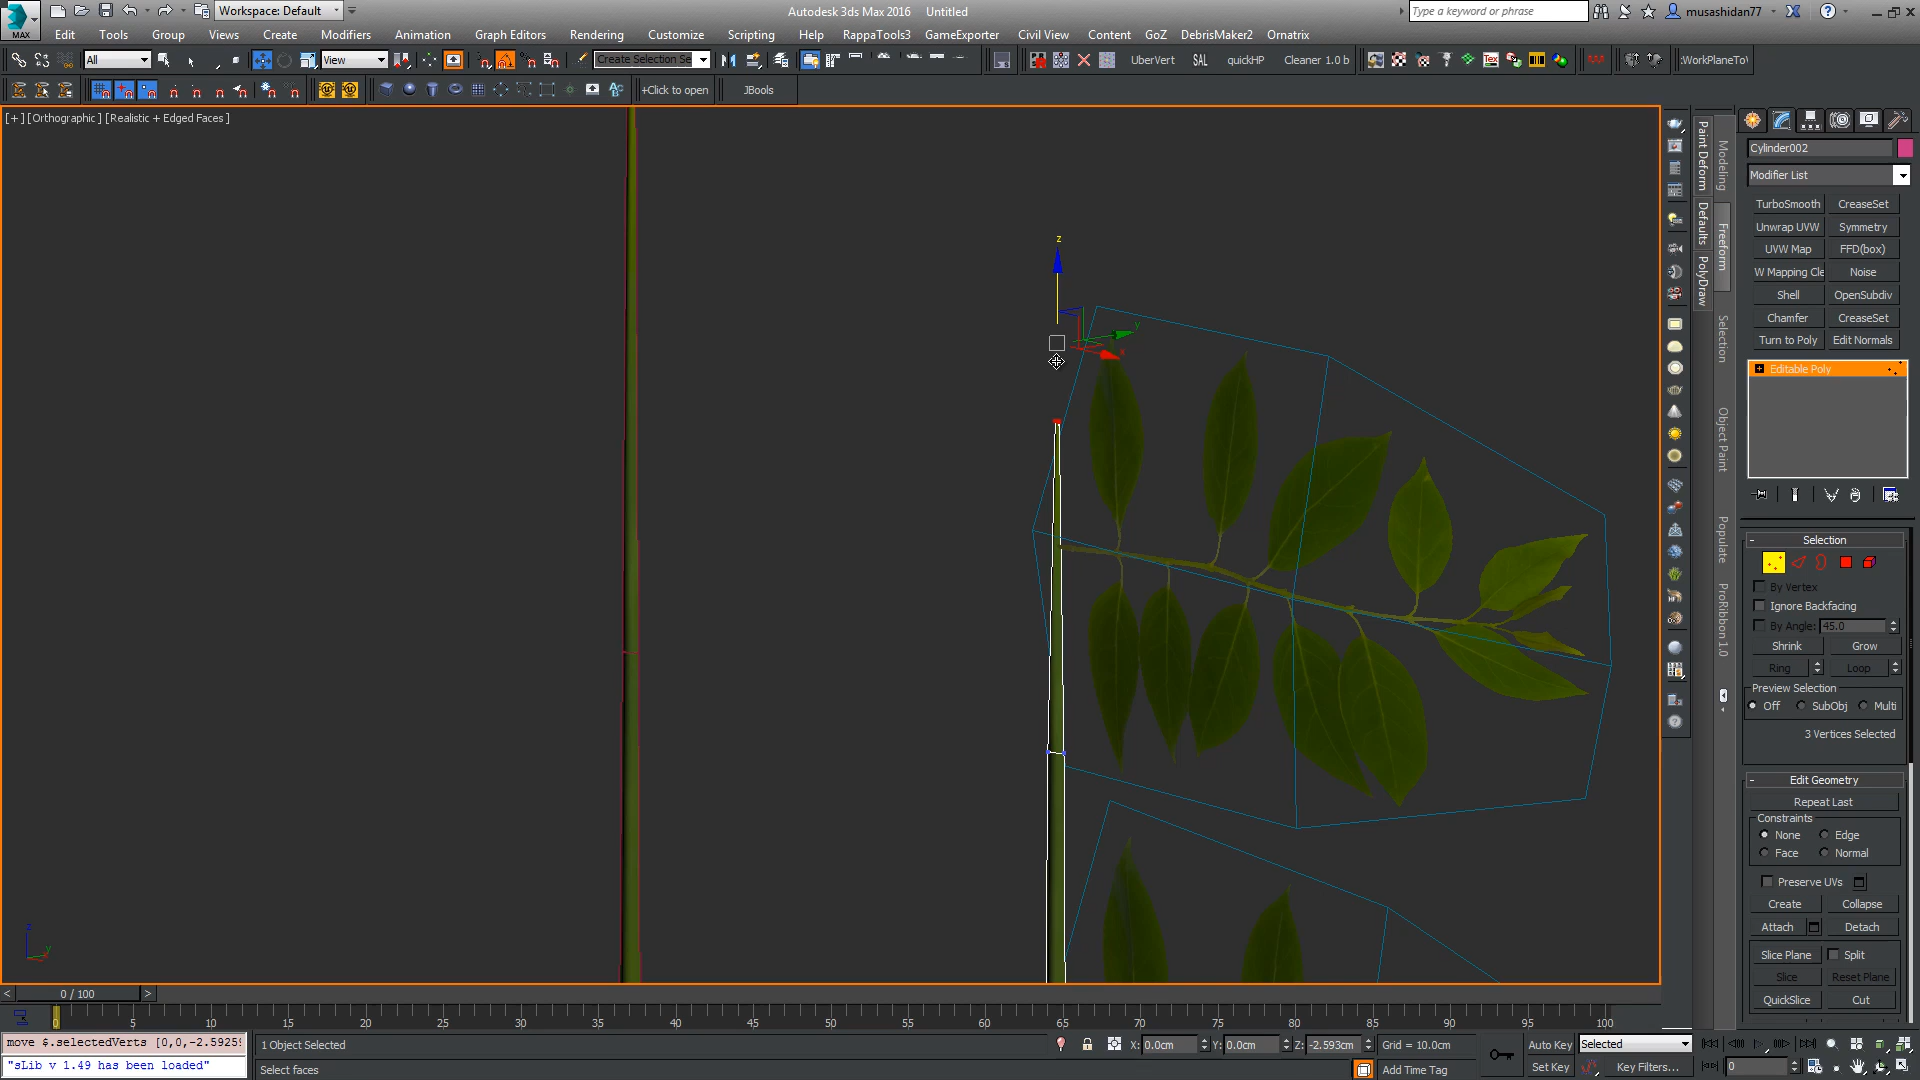 Workspace: Default
Autodesk 3ds Max 2016 Untitled
Type a keyword or phrase
musashidan77
MAX
Edit Tools Group Views Create Modifiers Animation Graph Editors Rendering Customize Scripting Help RappaTools3 GameExporter Civil View Content GoZ DebrisMaker2 Ornatrix
All
View
Create Selection Se
UberVert SAL quickHP Cleaner 1.0 b
:WorkPlaneTo
+Click to open JBools
[+] [Orthographic] [Realistic + Edged Faces]
z
y
x
z
y
Paint Deform
Defaults
PolyDraw
Modeling
Freeform
Selection
Object Paint
Populate
ProRibbon 1.0
Cylinder002
Modifier List
TurboSmooth CreaseSet
Unwrap UVW Symmetry
UVW Map FFD(box)
W Mapping Cle Noise
Shell OpenSubdiv
Chamfer CreaseSet
Turn to Poly Edit Normals
Editable Poly
- Selection
By Vertex
Ignore Backfacing
By Angle: 45.0
Shrink Grow
Ring Loop
Preview Selection
Off SubObj Multi
3 Vertices Selected
- Edit Geometry
Repeat Last
Constraints
None Edge
Face Normal
Preserve UVs
Create Collapse
Attach Detach
Slice Plane Split
Slice Reset Plane
QuickSlice Cut
< 0 / 100 >
0 5 10 15 20 25 30 35 40 45 50 55 60 65 70 75 80 85 90 95 100
move $.selectedVerts [0,0,-2.5925
"sLib v 1.49 has been loaded"
1 Object Selected
Select faces
X: 0.0cm Y: 0.0cm Z: -2.593cm Grid = 10.0cm
Add Time Tag
Auto Key Selected
Set Key Key Filters...
0